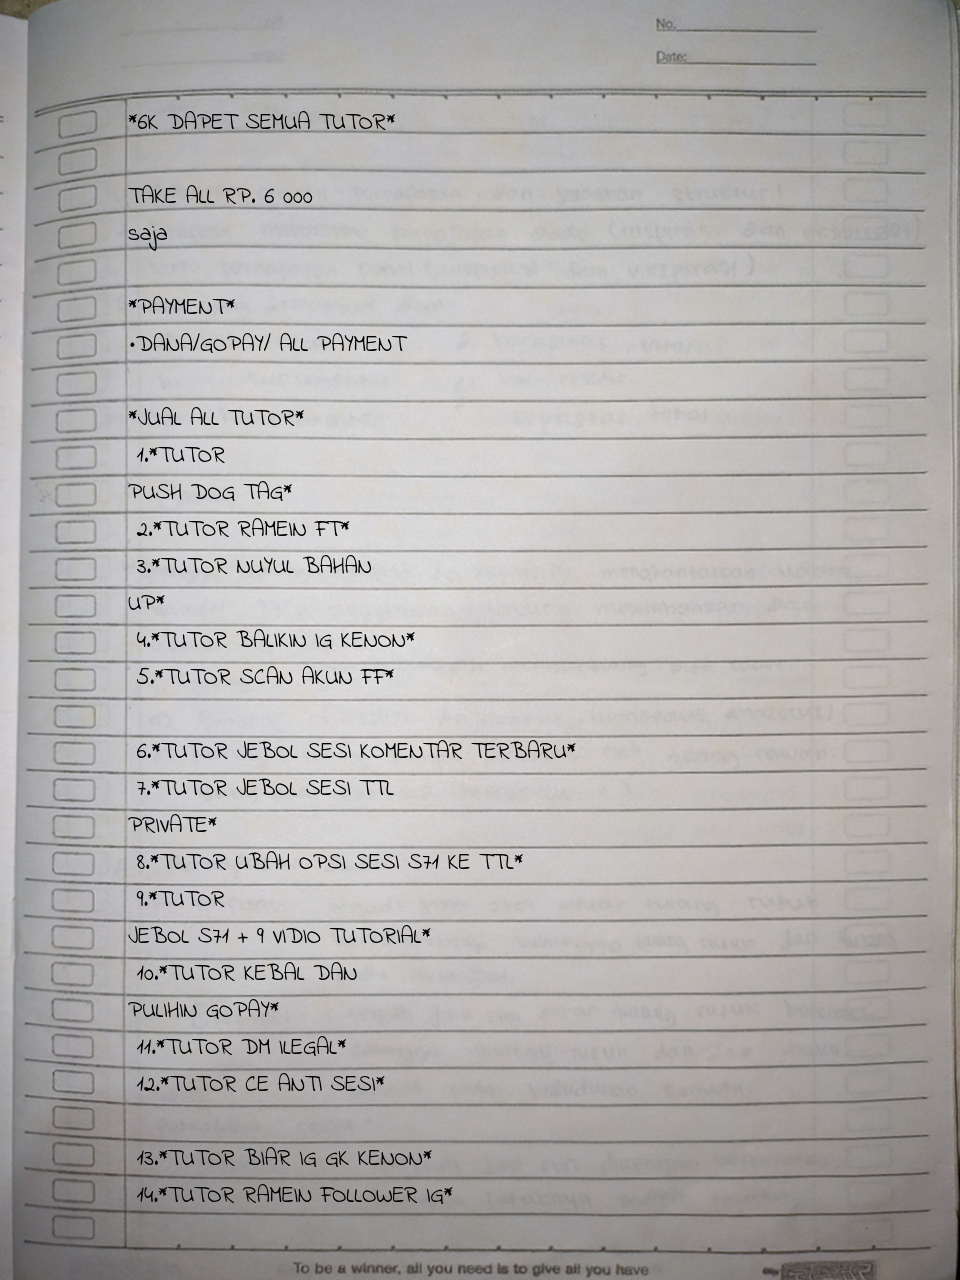 No.
Date:
*6K DAPET SEMUA TUTOR*
TAKE ALL RP. 6 000
saja
*PAYMENT*
•DANA/GOPAY/ ALL PAYMENT
*JUAL ALL TUTOR*
1.*TUTOR
PUSH DOG TAG*
2.*TUTOR RAMEIN FT*
3.*TUTOR NUYUL BAHAN
UP*
4.*TUTOR BALIKIN IG KENON*
5.*TUTOR SCAN AKUN FF*
6.*TUTOR JEBOL SESI KOMENTAR TERBARU*
7.*TUTOR JEBOL SESI TTL
PRIVATE*
8.*TUTOR UBAH OPSI SESI S71 KE TTL*
9.*TUTOR
JEBOL S71 + 9 VIDIO TUTORIAL*
10.*TUTOR KEBAL DAN
PULIHIN GOPAY*
11.*TUTOR DM ILEGAL*
12.*TUTOR CE ANTI SESI*
13.*TUTOR BIAR IG GK KENON*
14.*TUTOR RAMEIN FOLLOWER IG*
To be a winner, all you need is to give all you have